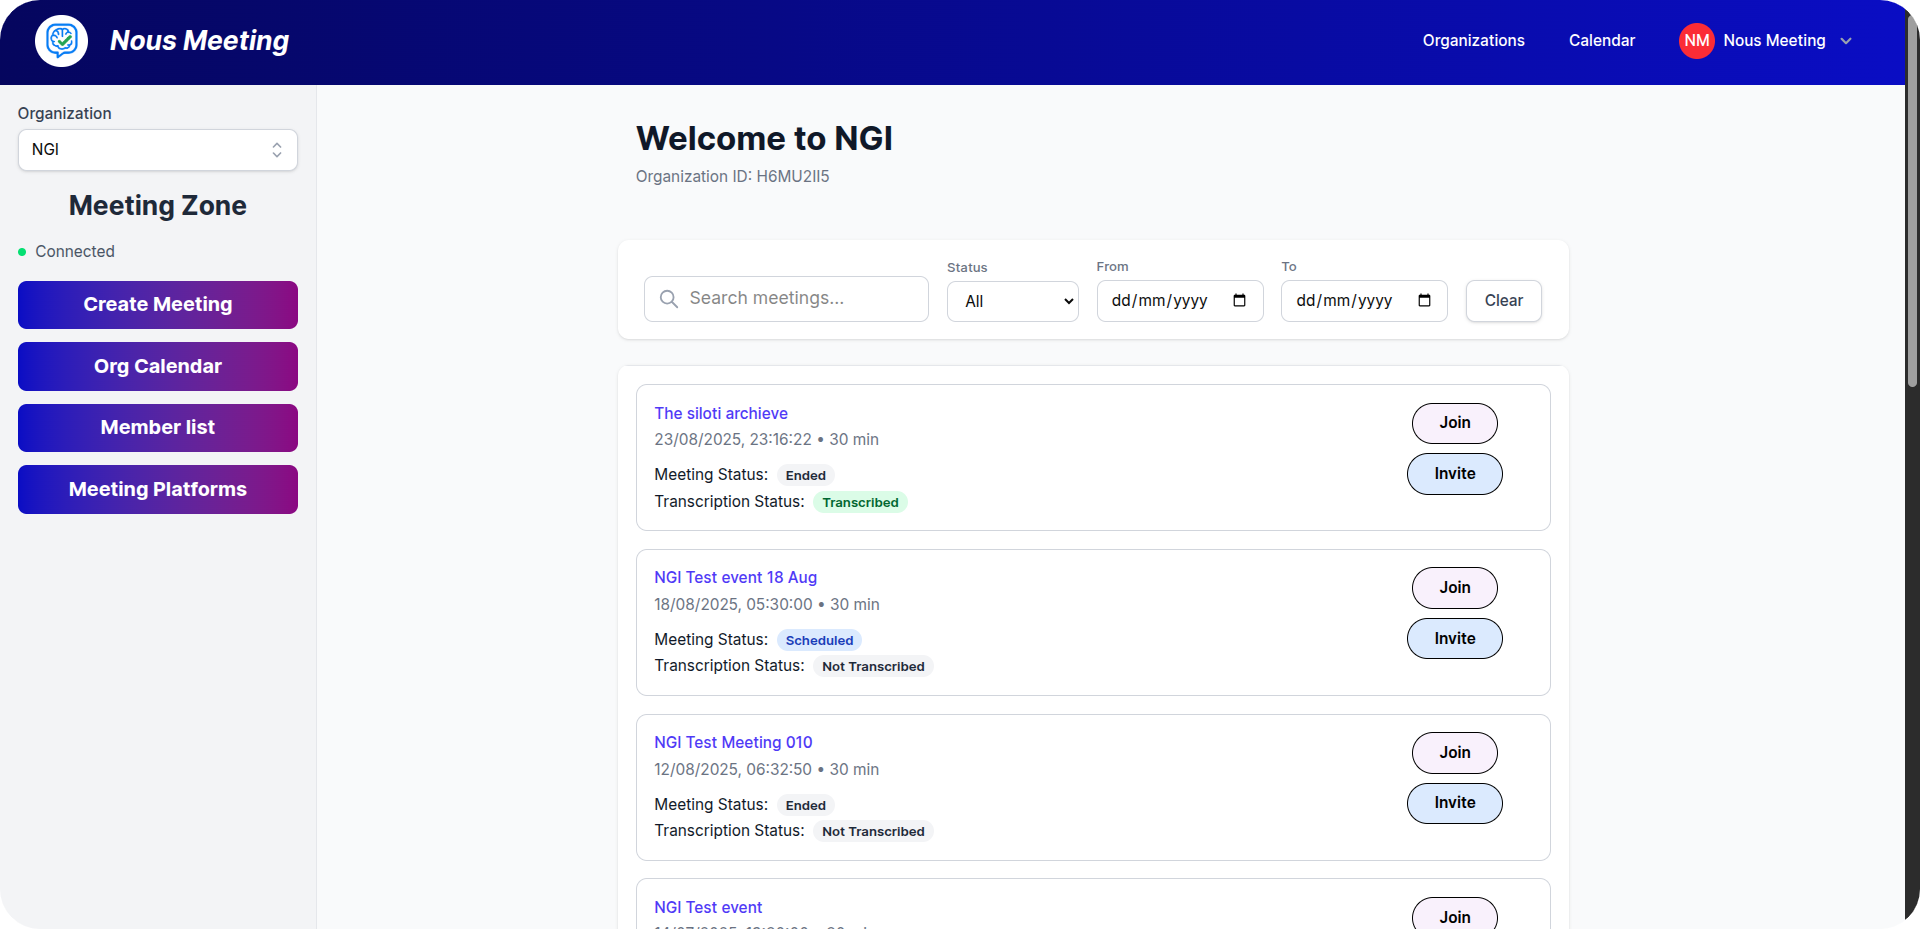 Nous Meeting
Organizations
Calendar
NM
Nous Meeting
Organization
NGI
Meeting Zone
Connected
Create Meeting
Org Calendar
Member list
Meeting Platforms
Welcome to NGI
Organization ID: H6MU2II5
Search meetings...
Status
All
From
dd/mm/yyyy
To
dd/mm/yyyy
Clear
The siloti archieve
23/08/2025, 23:16:22 • 30 min
Meeting Status: Ended
Transcription Status: Transcribed
Join
Invite
NGI Test event 18 Aug
18/08/2025, 05:30:00 • 30 min
Meeting Status: Scheduled
Transcription Status: Not Transcribed
Join
Invite
NGI Test Meeting 010
12/08/2025, 06:32:50 • 30 min
Meeting Status: Ended
Transcription Status: Not Transcribed
Join
Invite
NGI Test event
Join